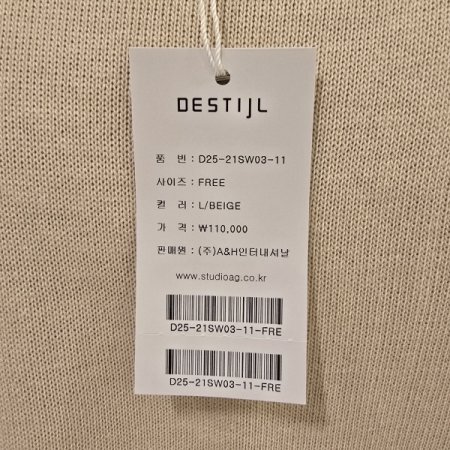 DESTIJL
품 번 : D25-21SW03-11
사이즈 : FREE
컬 러 : L/BEIGE
가 격 : ₩110,000
판매원 : (주)A&H인터내셔날
www.studioag.co.kr
D25-21SW03-11-FRE
D25-21SW03-11-FRE